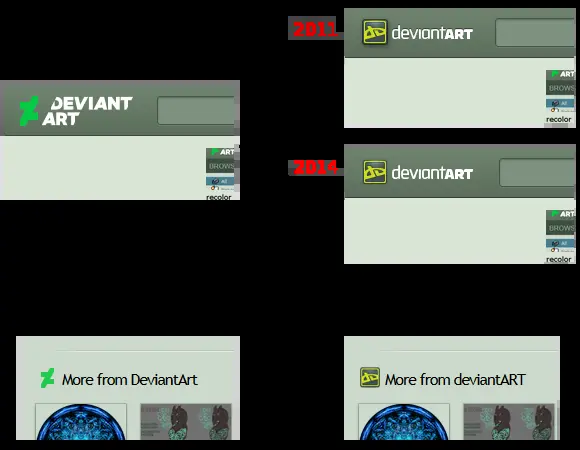 2011
deviantART
ART
BROWS
All
recolor
DEVIANT
ART
ART
BROWS
All
recolor
2014
deviantART
ART
BROWS
All
recolor
More from DeviantArt
More from deviantART